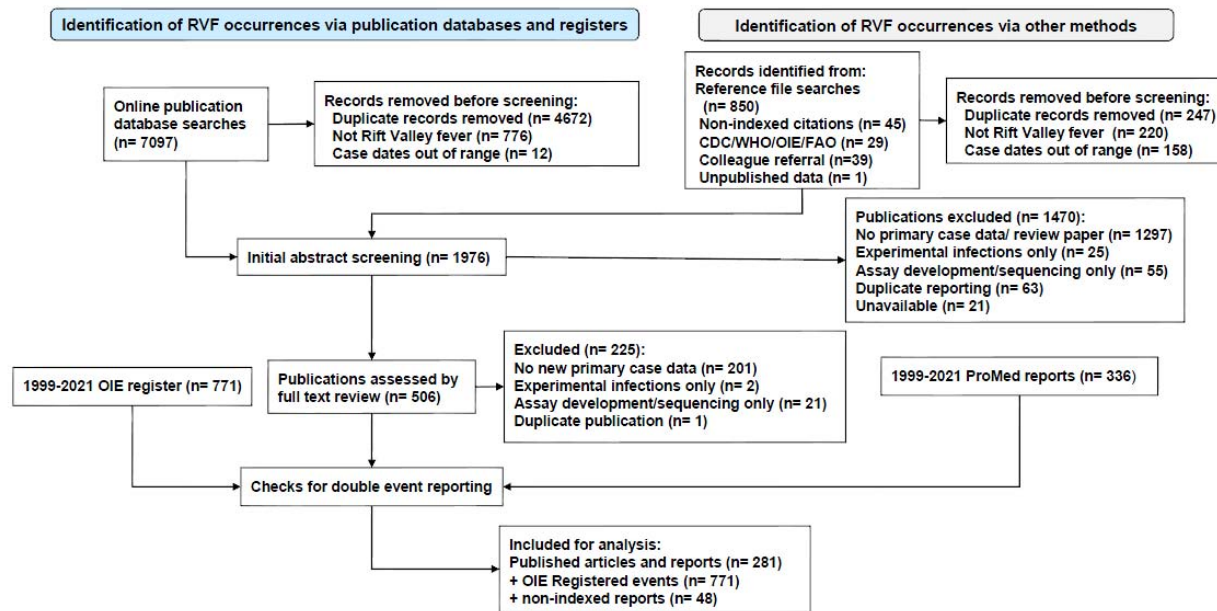 Identification of RVF occurrences via publication databases and registers
Identification of RVF occurrences via other methods
Online publication
database searches
(n= 7097)
Records removed before screening:
Duplicate records removed (n= 4672)
Not Rift Valley fever (n= 776)
Case dates out of range (n= 12)
Records identified from:
Reference file searches
(n= 850)
Non-indexed citations (n= 45)
CDC/WHO/OIE/FAO (n= 29)
Colleague referral (n=39)
Unpublished data (n= 1)
Records removed before screening:
Duplicate records removed (n= 247)
Not Rift Valley fever (n= 220)
Case dates out of range (n= 158)
Initial abstract screening (n= 1976)
Publications excluded (n= 1470):
No primary case data/ review paper (n= 1297)
Experimental infections only (n= 25)
Assay development/sequencing only (n= 55)
Duplicate reporting (n= 63)
Unavailable (n= 21)
1999-2021 OIE register (n= 771)
Publications assessed by
full text review (n= 506)
Excluded (n= 225):
No new primary case data (n= 201)
Experimental infections only (n= 2)
Assay development/sequencing only (n= 21)
Duplicate publication (n= 1)
1999-2021 ProMed reports (n= 336)
Checks for double event reporting
Included for analysis:
Published articles and reports (n= 281)
+ OIE Registered events (n= 771)
+ non-indexed reports (n= 48)